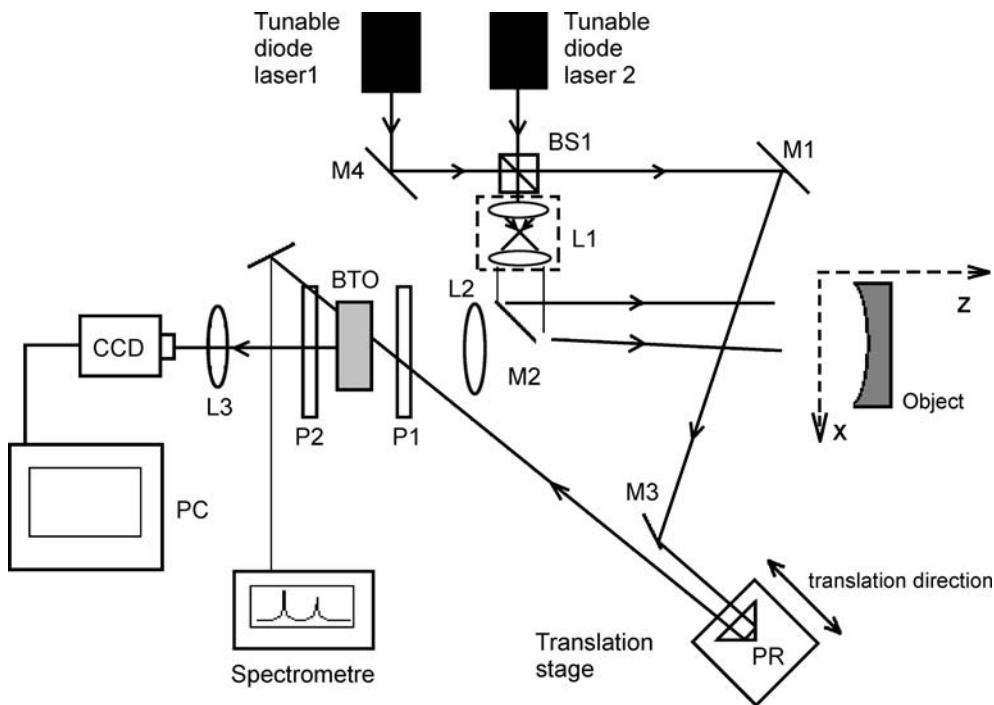 Tunable
diode
laser1
Tunable
diode
laser 2
BS1
M4
M1
L1
BTO
L2
Z
CCD
M2
L3
P2
P1
Object
X
PC
M3
translation direction
Translation
stage
PR
Spectrometre